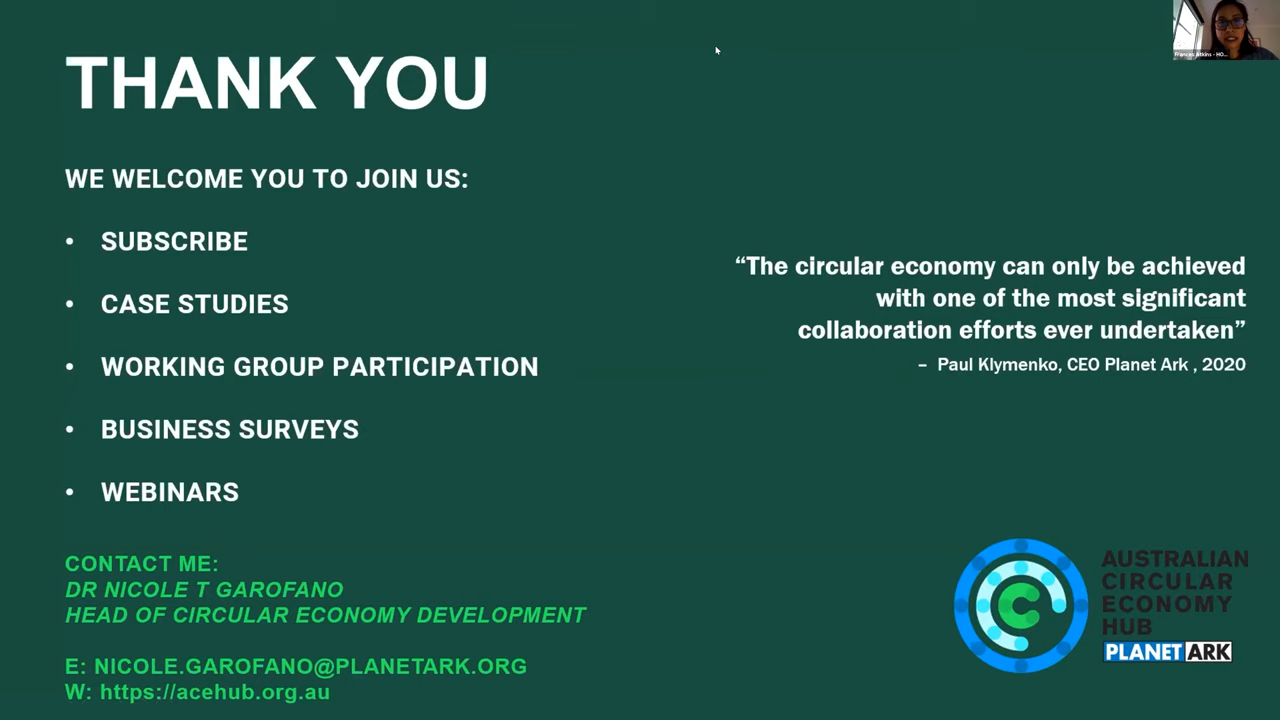 THANK YOU
WE WELCOME YOU TO JOIN US:
• SUBSCRIBE
• CASE STUDIES
• WORKING GROUP PARTICIPATION
• BUSINESS SURVEYS
• WEBINARS
CONTACT ME:
DR NICOLE T GAROFANO
HEAD OF CIRCULAR ECONOMY DEVELOPMENT
E: NICOLE.GAROFANO@PLANETARK.ORG
W: https://acehub.org.au
Frances Atkins - HO...
“The circular economy can only be achieved
with one of the most significant
collaboration efforts ever undertaken”
– Paul Klymenko, CEO Planet Ark , 2020
AUSTRALIAN
CIRCULAR
ECONOMY
HUB
PLANET ARK